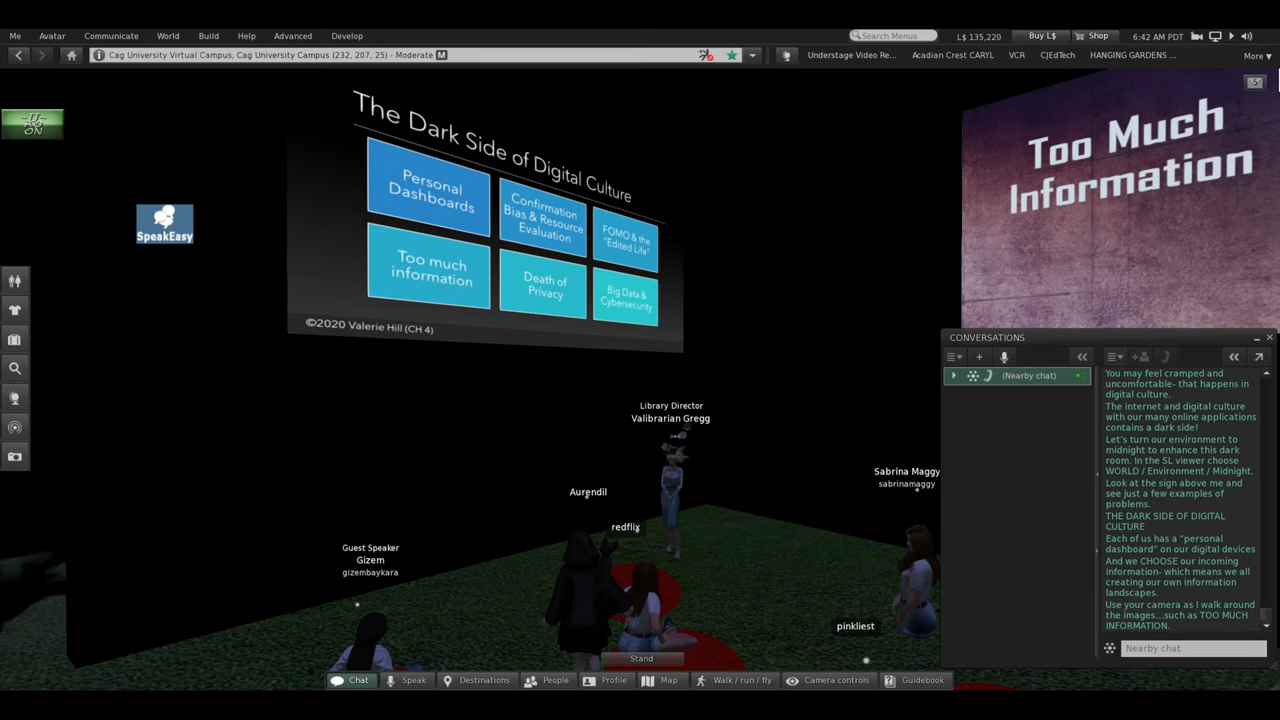 Me Avatar Communicate World Build Help Advanced Develop
Search Menus L$ 135,220 Buy L$ Shop 6:42 AM PDT
Cag University Virtual Campus, Cag University Campus (232, 207, 25) - Moderate M
Understage Video Re... Acadian Crest CARYL VCR CJEdTech HANGING GARDENS ... More
5
ON
SpeakEasy
The Dark Side of Digital Culture
Personal
Dashboards
Confirmation
Bias & Resource
Evaluation
FOMO & the
"Edited Life"
Too much
information
Death of
Privacy
Big Data &
Cybersecurity
©2020 Valerie Hill (CH 4)
Too Much
Information
Library Director
Valibrarian Gregg
Aurendil
redflix
Sabrina Maggy
sabrinamaggy
Guest Speaker
Gizem
gizembaykara
pinkliest
CONVERSATIONS
(Nearby chat)
You may feel cramped and
uncomfortable- that happens in
digital culture.
The internet and digital culture
with our many online applications
contains a dark side!
Let's turn our environment to
midnight to enhance this dark
room. In the SL viewer choose
WORLD / Environment / Midnight.
Look at the sign above me and
see just a few examples of
problems.
THE DARK SIDE OF DIGITAL
CULTURE
Each of us has a "personal
dashboard" on our digital devices
And we CHOOSE our incoming
information- which means we all
creating our own information
landscapes.
Use your camera as I walk around
the images...such as TOO MUCH
INFORMATION.
Nearby chat
Stand
Chat Speak Destinations People Profile Map Walk / run / fly Camera controls Guidebook